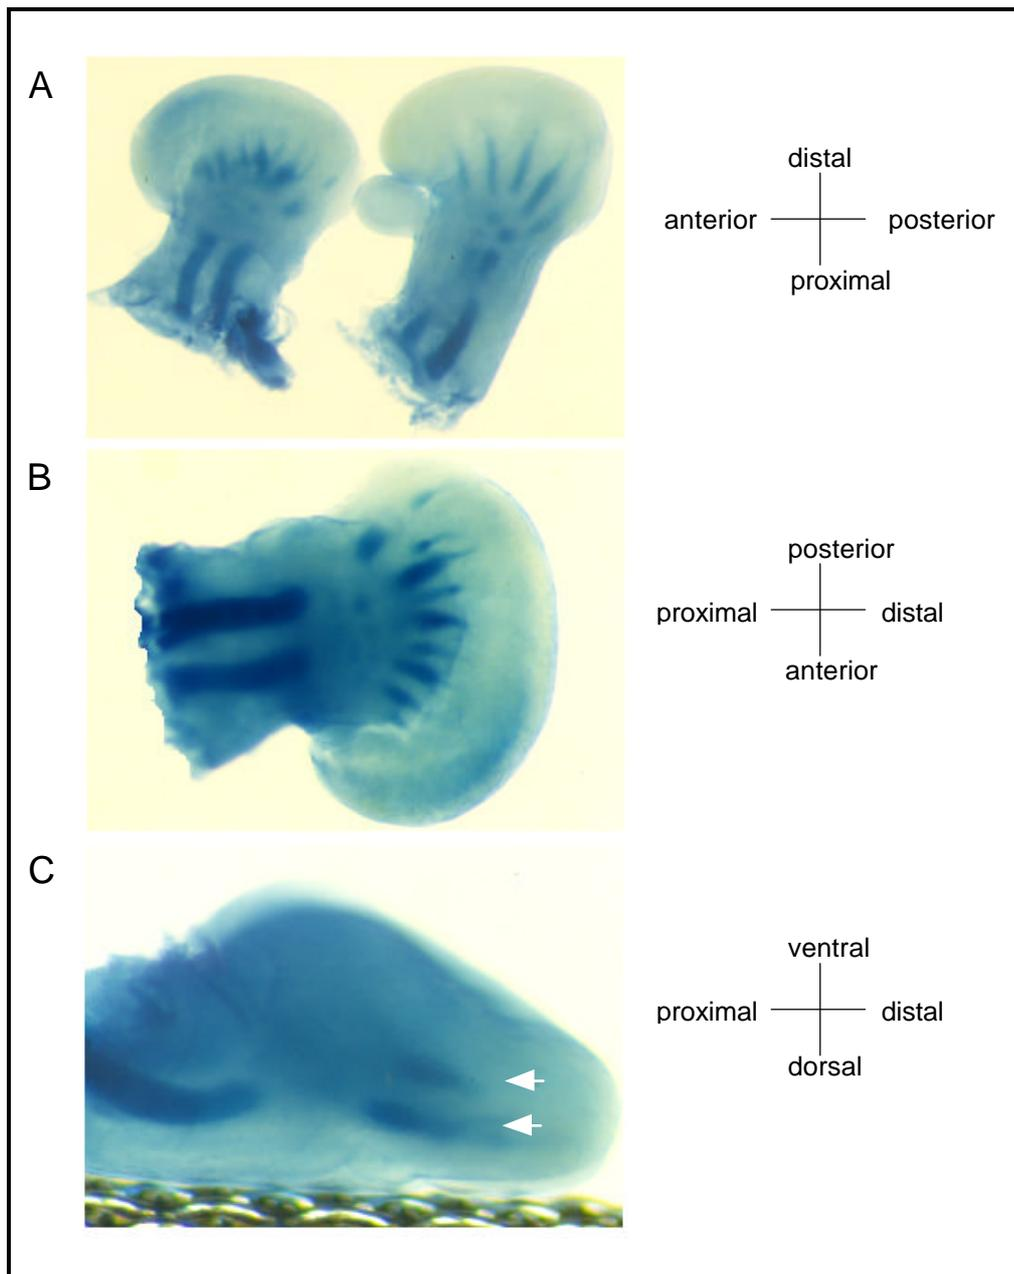 A
distal
anterior posterior
proximal
B
posterior
proximal distal
anterior
C
ventral
proximal distal
dorsal